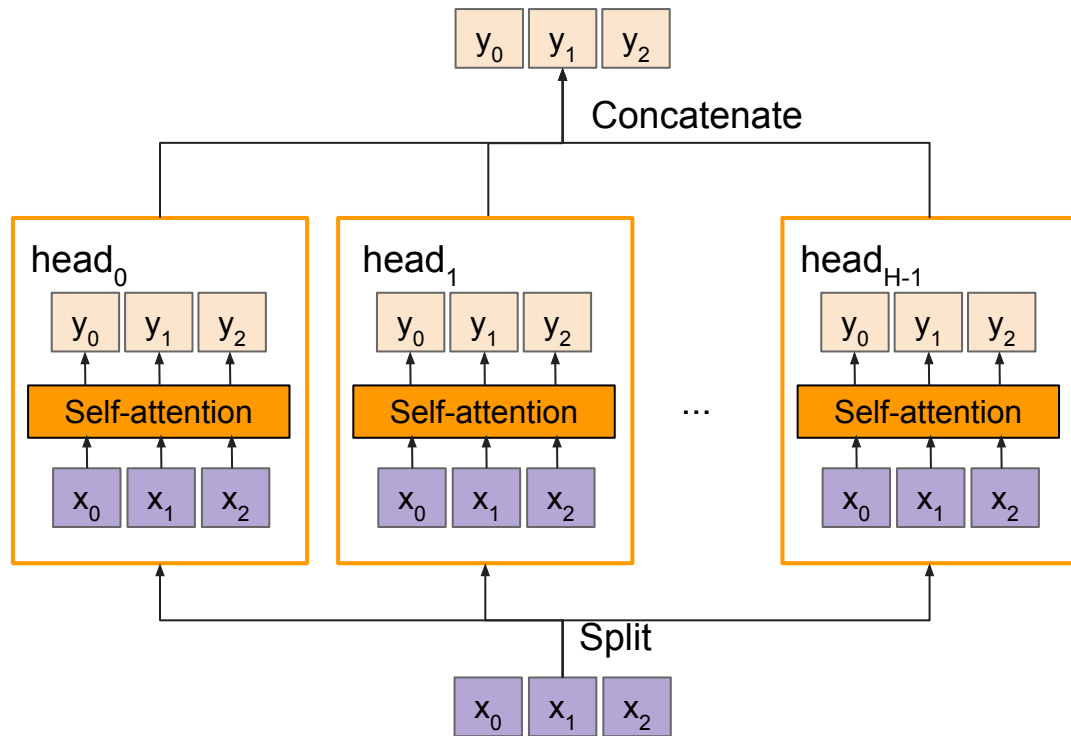 y₀ y₁ y₂
Concatenate
head₀ head₁ head_H-1
y₀ y₁ y₂ y₀ y₁ y₂ y₀ y₁ y₂
Self-attention Self-attention ... Self-attention
x₀ x₁ x₂ x₀ x₁ x₂ x₀ x₁ x₂
Split
x₀ x₁ x₂